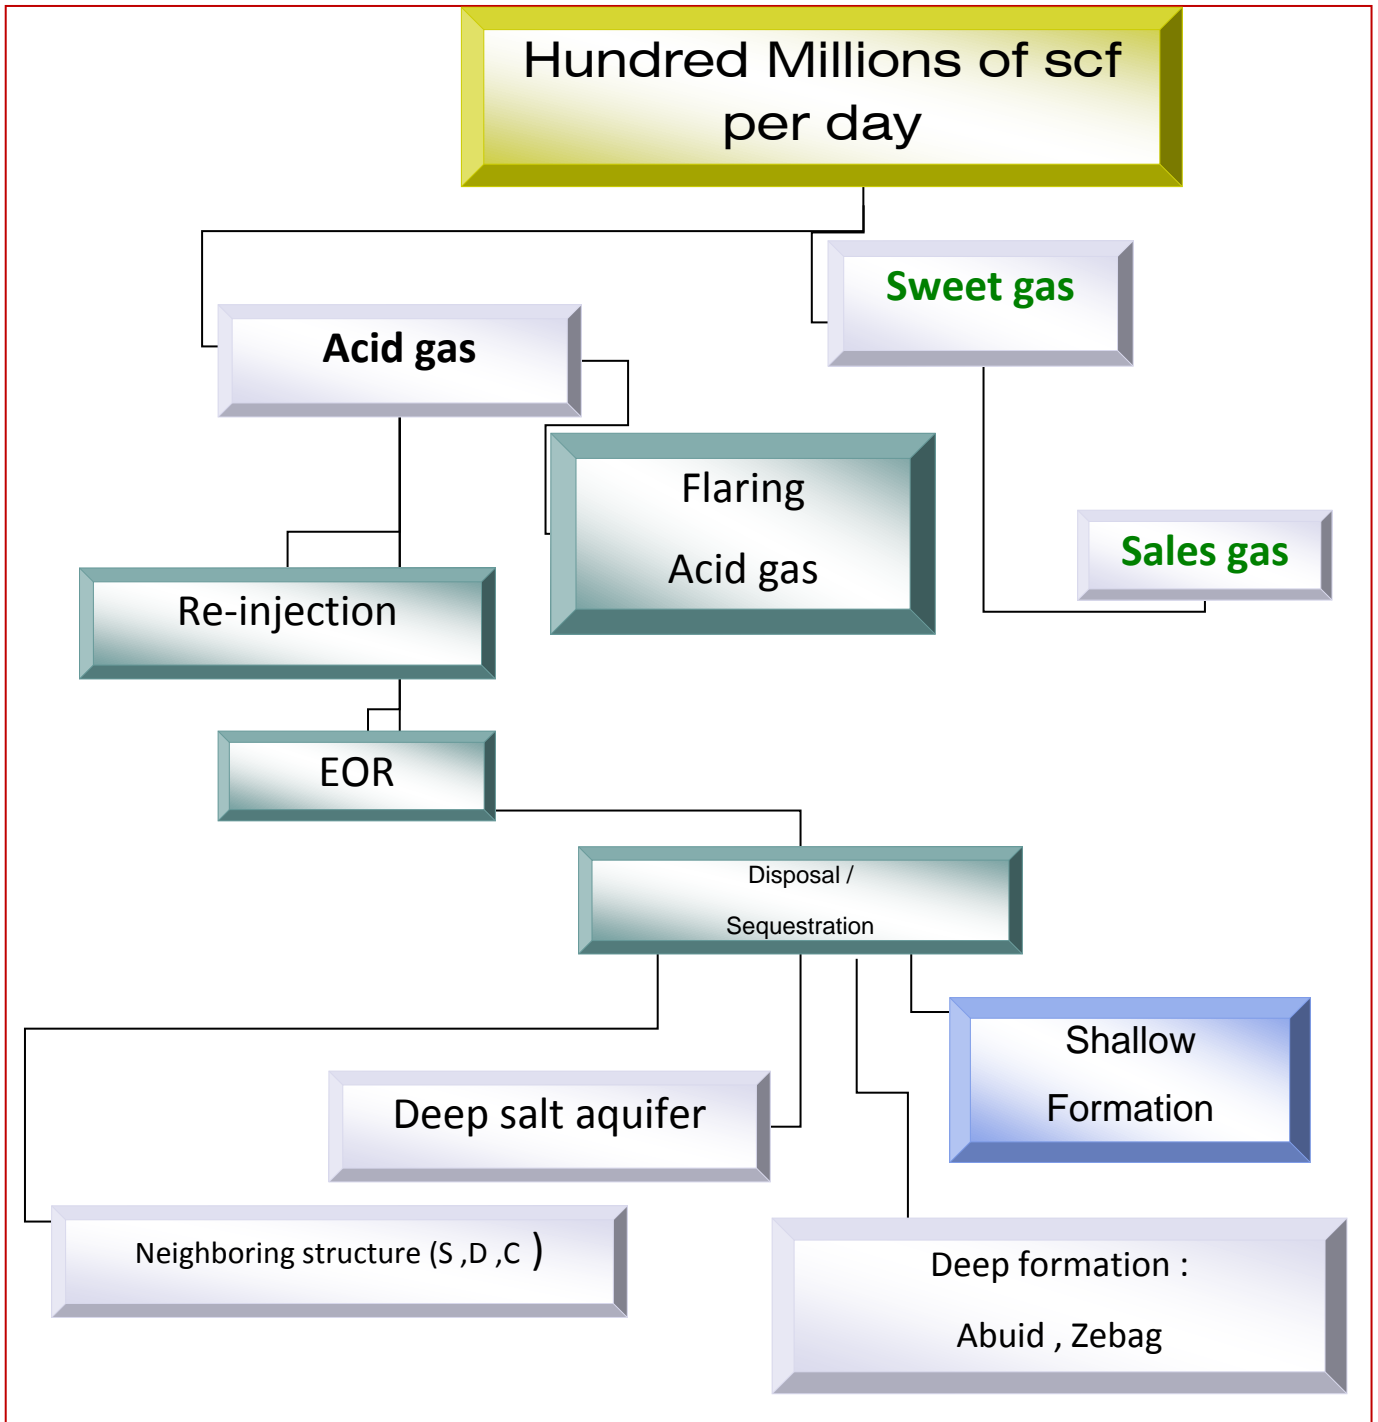 Hundred Millions of scf
per day
Sweet gas
Acid gas
Flaring
Acid gas
Sales gas
Re-injection
EOR
Disposal /
Sequestration
Shallow
Formation
Deep salt aquifer
Neighboring structure (S ,D ,C )
Deep formation :
Abuid , Zebag